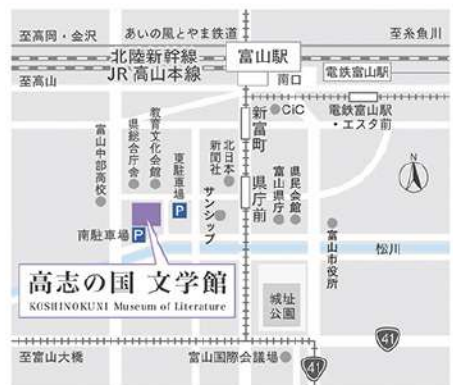 至高岡・金沢
あいの風とやま鉄道
至糸魚川
北陸新幹線
JR高山本線
富山駅
至高山
南口
電鉄富山駅
CiC
電鉄富山駅
・エスタ前
新富町
教育文化会館
県総合庁舎
富山中部高校
東駐車場
P
北日本
新聞社
サンシップ
県庁前
県民会館
富山県庁
N
南駐車場
P
富山市役所
松川
高志の国 文学館
KOSHINOKUNI Museum of Literature
城址
公園
41
至富山大橋
富山国際会議場
41